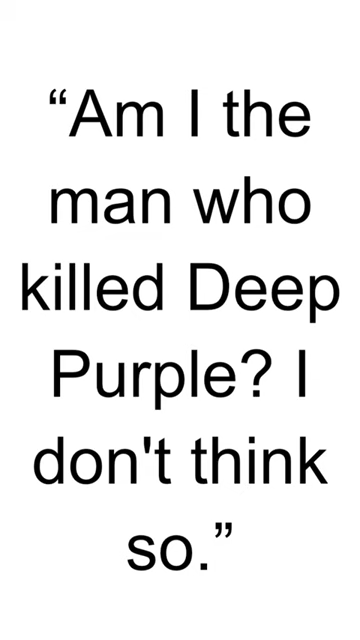 “Am I the
man who
killed Deep
Purple? I
don't think
so.”